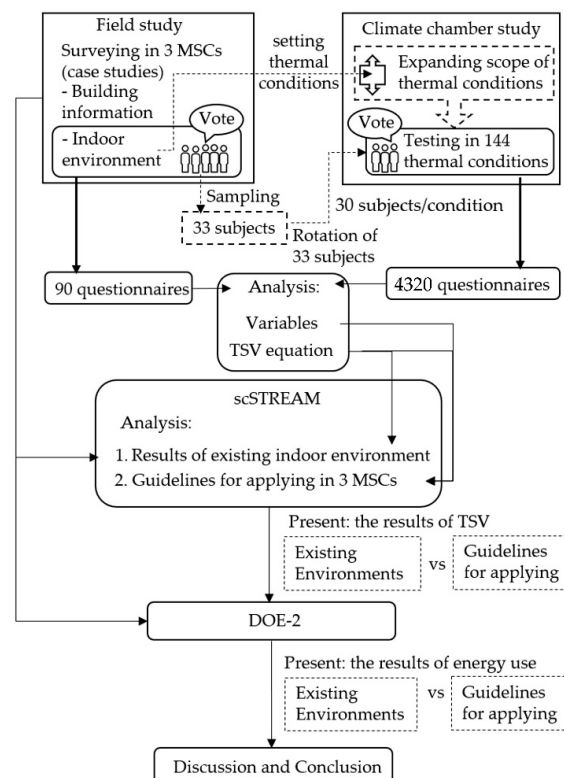 Field study
Surveying in 3 MSCs
(case studies)
- Building
information
- Indoor
environment
Vote
setting
thermal
conditions
Climate chamber study
Expanding scope of
thermal conditions
Vote
Testing in 144
thermal conditions
Sampling
33 subjects
30 subjects/condition
Rotation of
33 subjects
90 questionnaires
Analysis:
Variables
TSV equation
4320 questionnaires
scSTREAM
Analysis:
1. Results of existing indoor environment
2. Guidelines for applying in 3 MSCs
Present: the results of TSV
Existing
Environments
vs
Guidelines
for applying
DOE-2
Present: the results of energy use
Existing
Environments
vs
Guidelines
for applying
Discussion and Conclusion